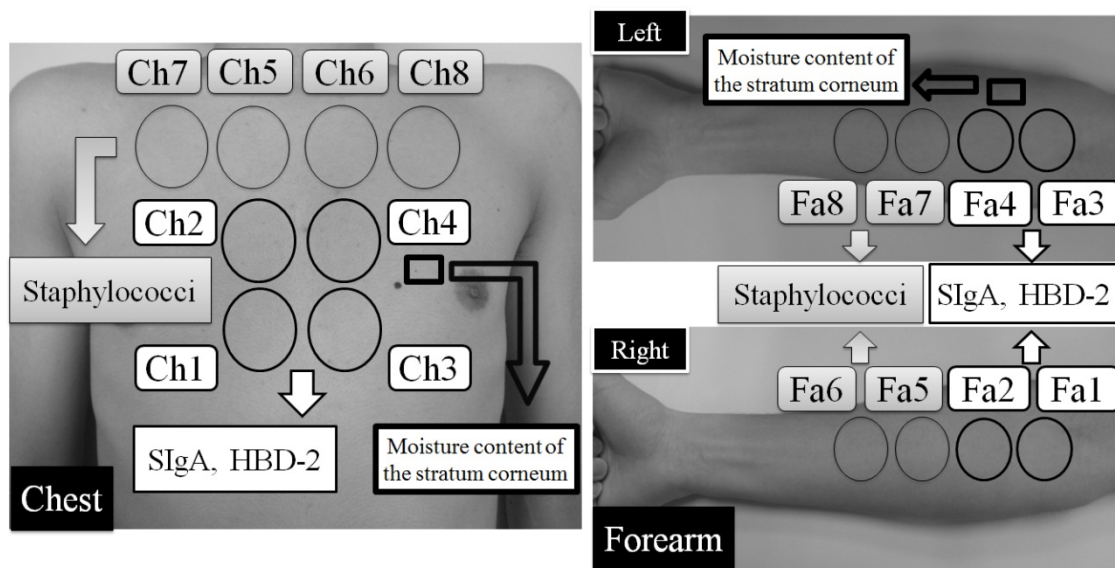 Ch7 Ch5 Ch6 Ch8
Ch2 Ch4
Staphylococci
Ch1 Ch3
SIgA, HBD-2
Moisture content of
the stratum corneum
Chest
Left
Moisture content of
the stratum corneum
Fa8 Fa7 Fa4 Fa3
Staphylococci
SIgA, HBD-2
Right
Fa6 Fa5 Fa2 Fa1
Forearm